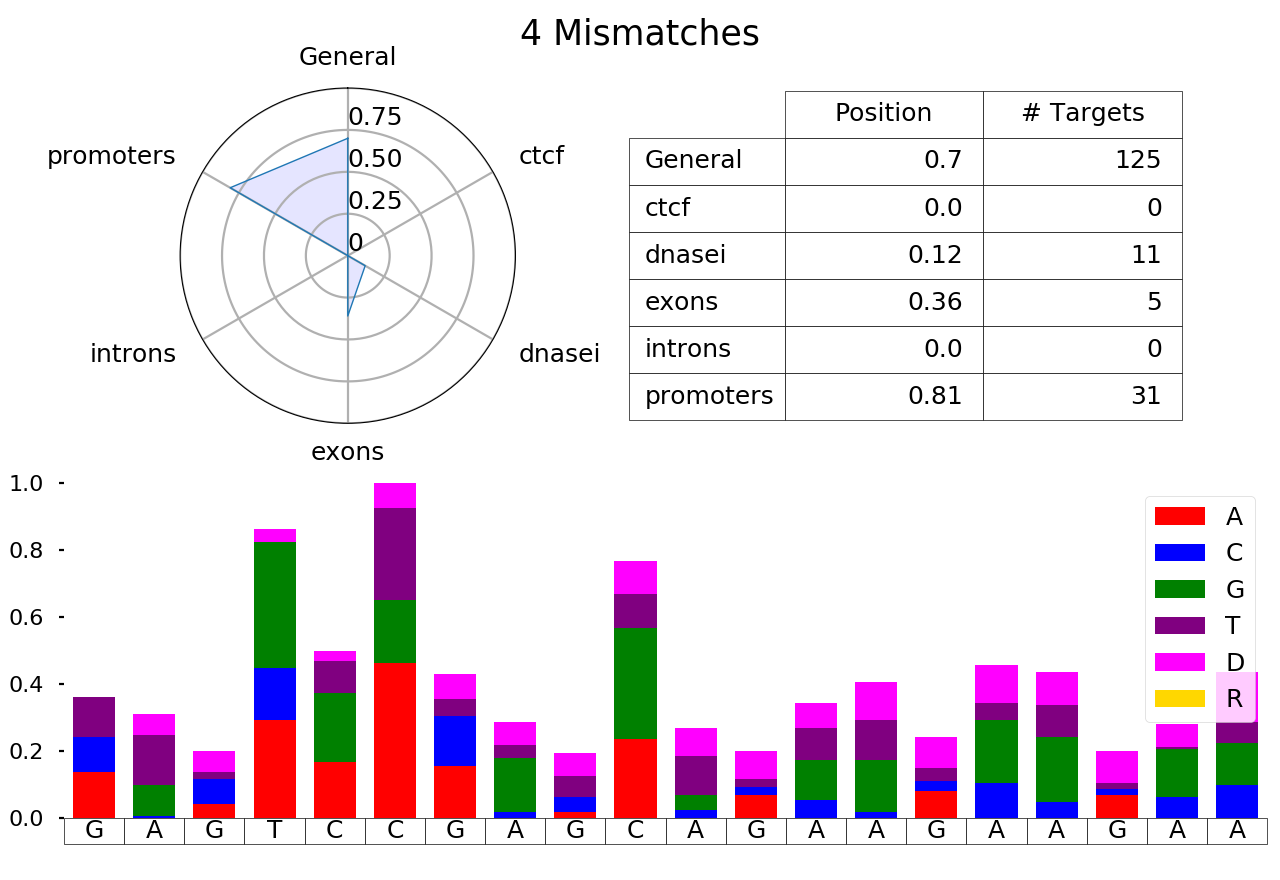 4 Mismatches
General
promoters
ctcf
0.75
0.50
0.25
0
introns
dnasei
exons
Position # Targets
General 0.7 125
ctcf 0.0 0
dnasei 0.12 11
exons 0.36 5
introns 0.0 0
promoters 0.81 31
1.0
0.8
0.6
0.4
0.2
0.0
A
C
G
T
D
R
G A G T C C G A G C A G A A G A A G A A